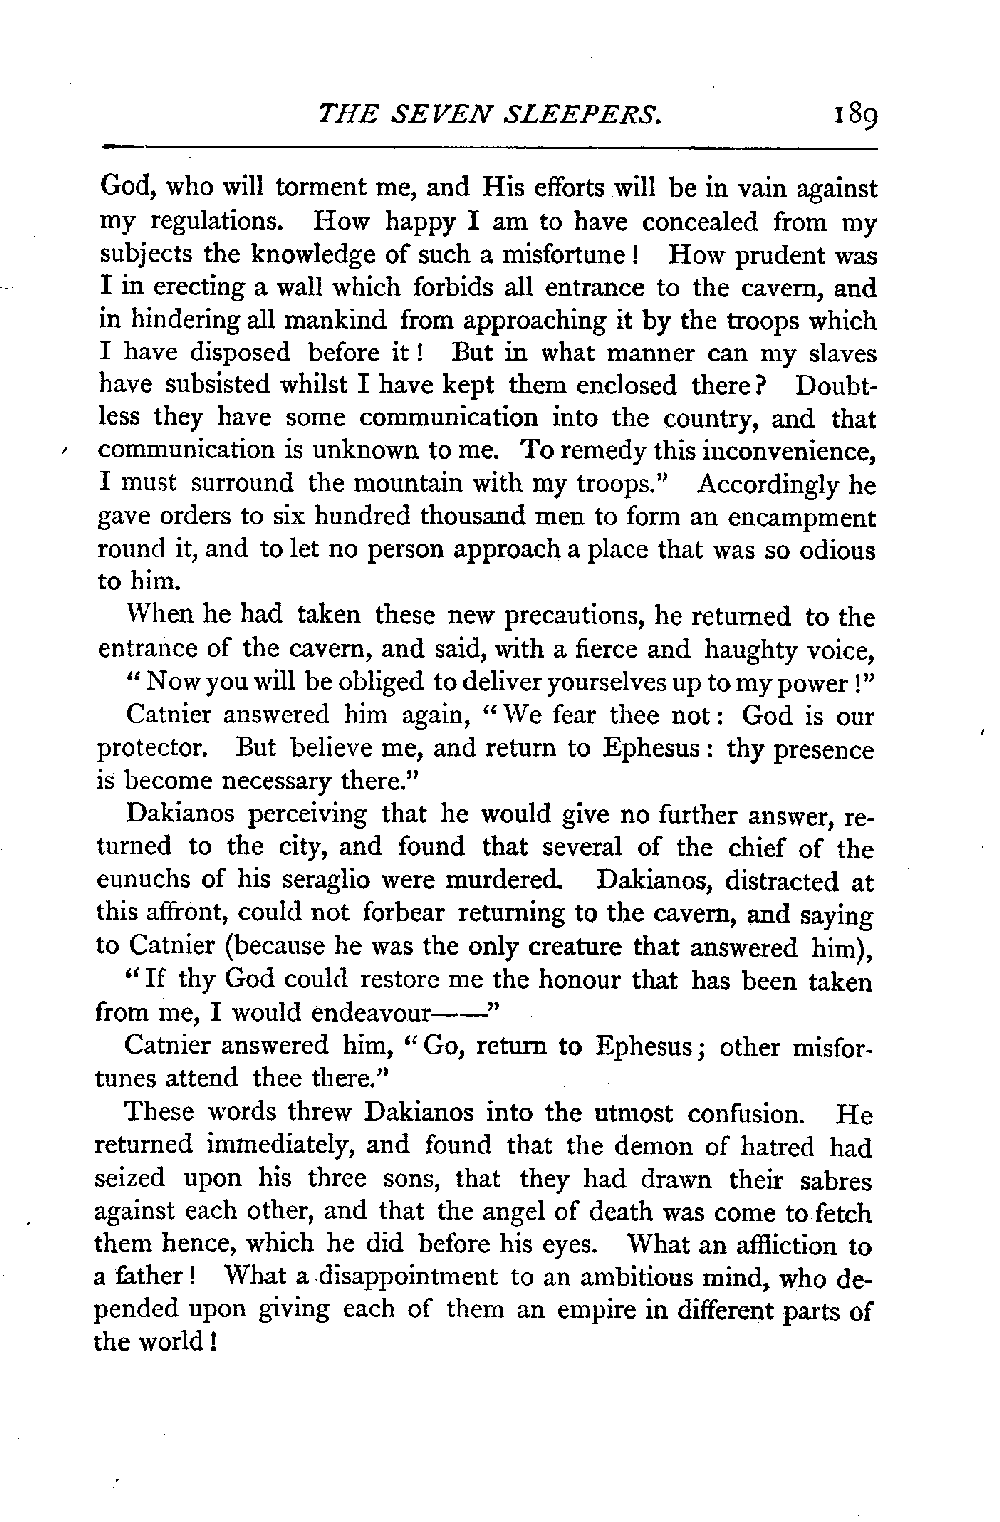 THE SEVEN SLEEPERS. 189
God, who will torment me, and His efforts will be in vain against
my regulations. How happy I am to have concealed from my
subjects the knowledge of such a misfortune! How prudent was
I in erecting a wall which forbids all entrance to the cavern, and
in hindering all mankind from approaching it by the troops which
I have disposed before it! But in what manner can my slaves
have subsisted whilst I have kept them enclosed there? Doubt-
less they have some communication into the country, and that
communication is unknown to me. To remedy this inconvenience,
I must surround the mountain with my troops." Accordingly he
gave orders to six hundred thousand men to form an encampment
round it, and to let no person approach a place that was so odious
to him.
When he had taken these new precautions, he returned to the
entrance of the cavern, and said, with a fierce and haughty voice,
"Now you will be obliged to deliver yourselves up to my power!"
Catnier answered him again, "We fear thee not: God is our
protector. But believe me, and return to Ephesus: thy presence
is become necessary there."
Dakianos perceiving that he would give no further answer, re-
turned to the city, and found that several of the chief of the
eunuchs of his seraglio were murdered. Dakianos, distracted at
this affront, could not forbear returning to the cavern, and saying
to Catnier (because he was the only creature that answered him),
"If thy God could restore me the honour that has been taken
from me, I would endeavour——"
Catnier answered him, "Go, return to Ephesus; other misfor-
tunes attend thee there."
These words threw Dakianos into the utmost confusion. He
returned immediately, and found that the demon of hatred had
seized upon his three sons, that they had drawn their sabres
against each other, and that the angel of death was come to fetch
them hence, which he did before his eyes. What an affliction to
a father! What a disappointment to an ambitious mind, who de-
pended upon giving each of them an empire in different parts of
the world!